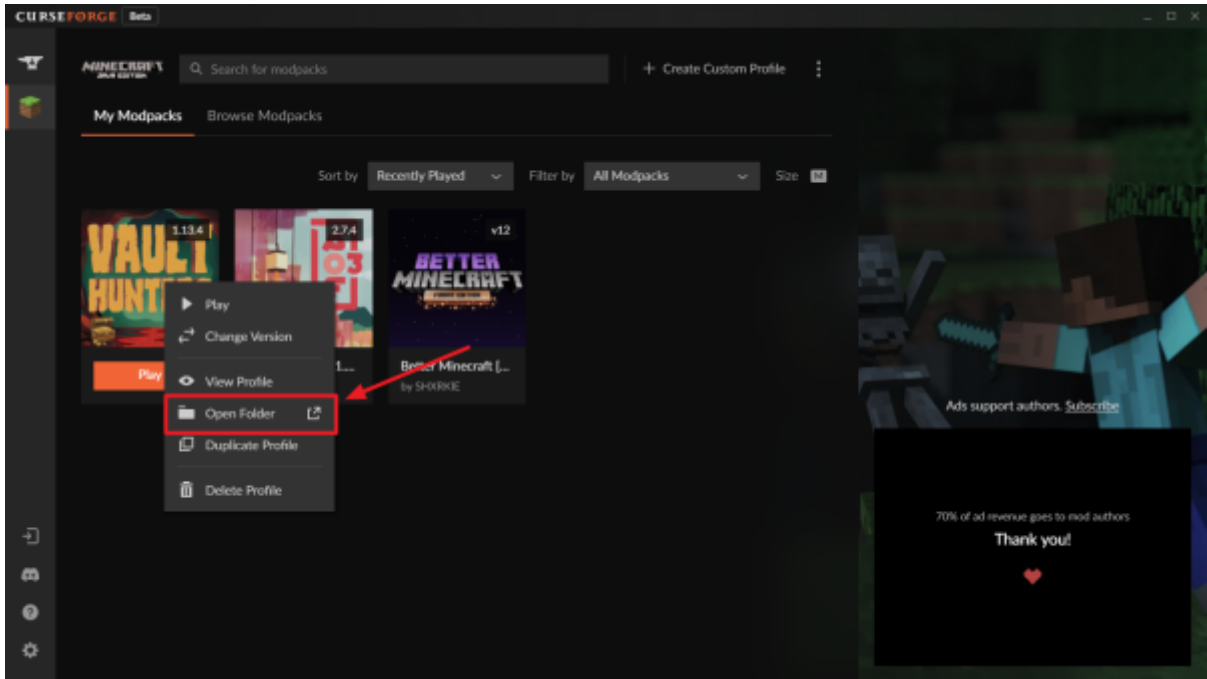 CURSEFORGE Beta
MINECRAFT
JAVA EDITION
Search for modpacks
+ Create Custom Profile
My Modpacks Browse Modpacks
Sort by Recently Played Filter by All Modpacks Size M
1.13.4 2.7.4 v12
VAULT
HUNT
BETTER
MINECRAFT
Play
Change Version
View Profile
Open Folder
Duplicate Profile
Delete Profile
Play
1....
Better Minecraft [...
by SHXRKIE
Ads support authors. Subscribe
70% of ad revenue goes to mod authors
Thank you!